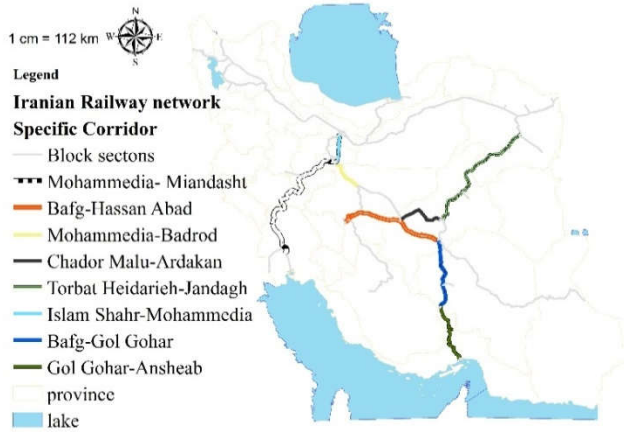 N
1 cm = 112 km W E
S
Legend
Iranian Railway network
Specific Corridor
Block sectons
Mohammedia- Miandasht
Bafg-Hassan Abad
Mohammedia-Badrod
Chador Malu-Ardakan
Torbat Heidarieh-Jandagh
Islam Shahr-Mohammedia
Bafg-Gol Gohar
Gol Gohar-Ansheab
province
lake